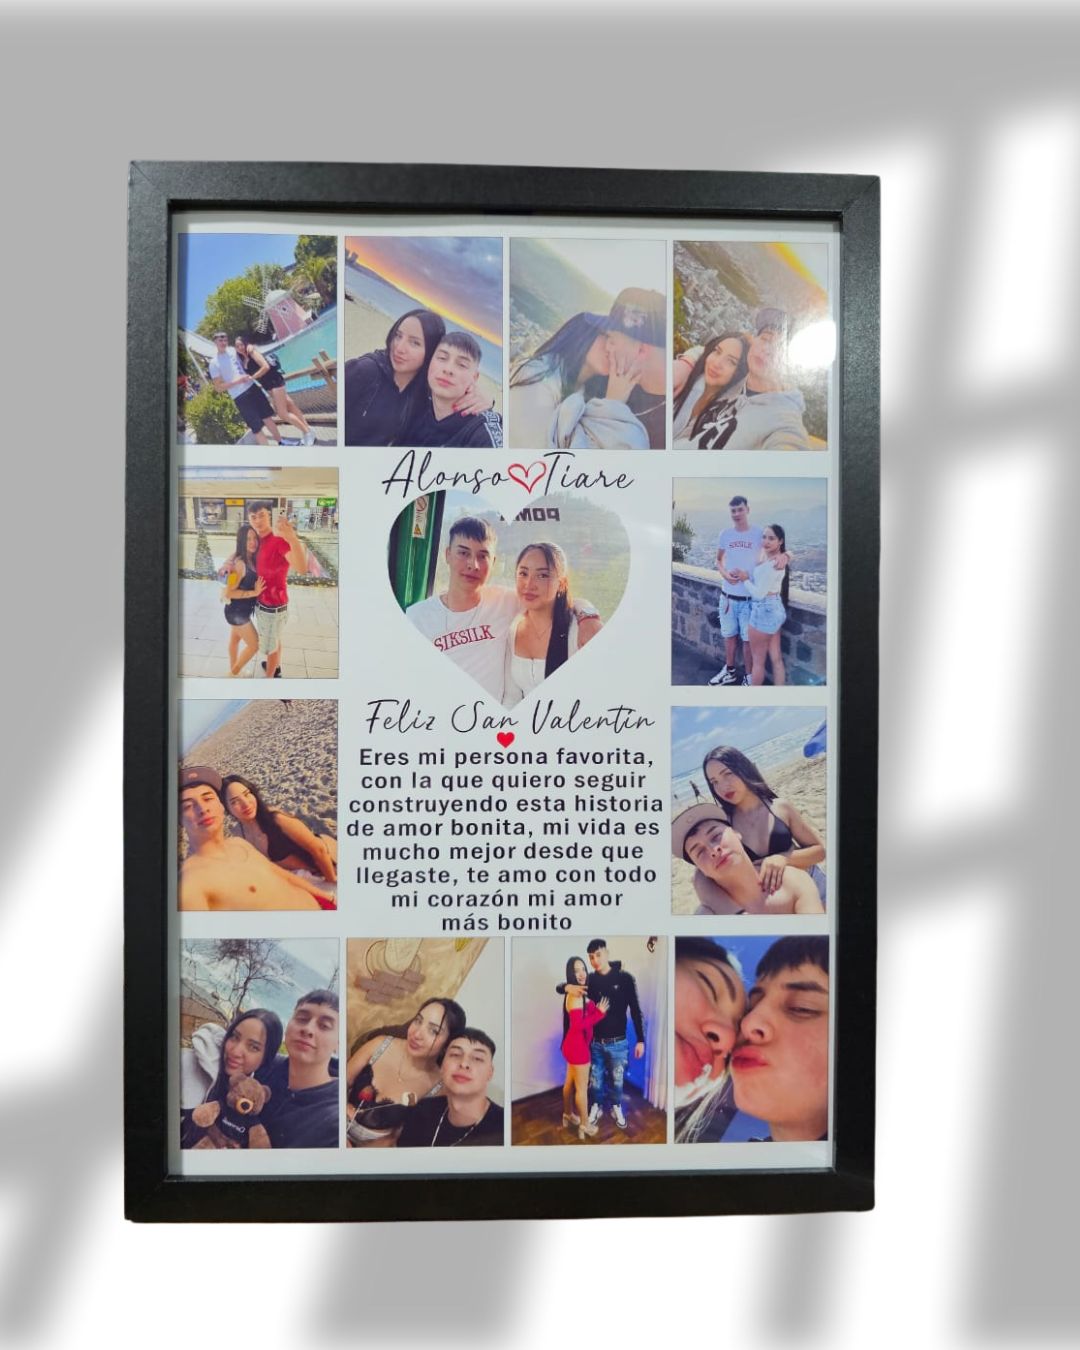 Alonso Tiare
POMA
SIKSILK
SIKSILK
Feliz San Valentín
Eres mi persona favorita,
con la que quiero seguir
construyendo esta historia
de amor bonita, mi vida es
mucho mejor desde que
llegaste, te amo con todo
mi corazón mi amor
más bonito